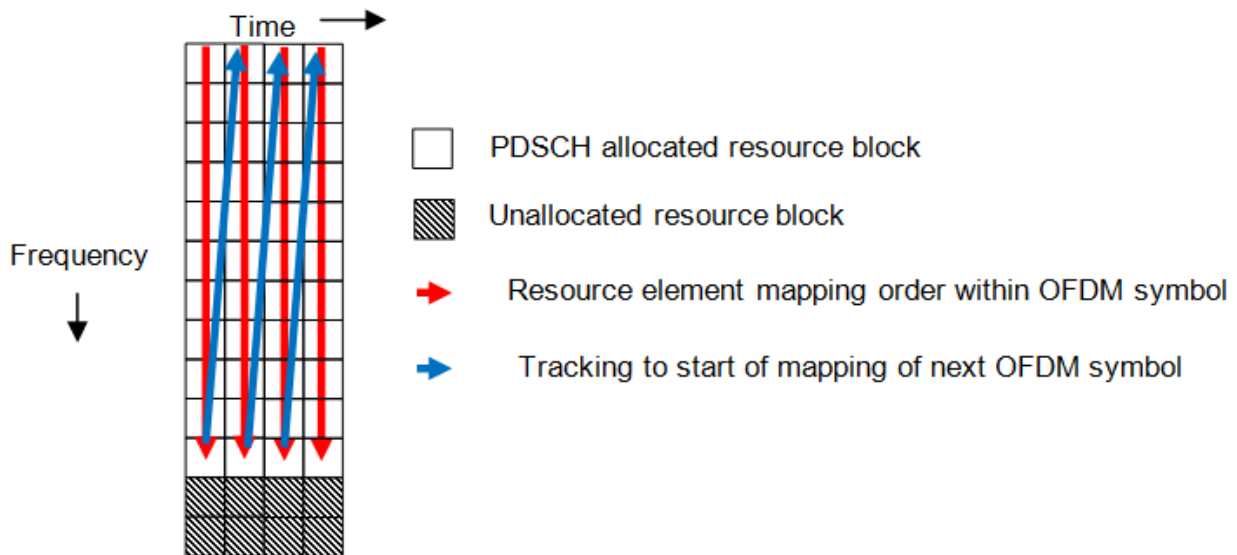 Time
PDSCH allocated resource block
Unallocated resource block
Frequency
Resource element mapping order within OFDM symbol
Tracking to start of mapping of next OFDM symbol